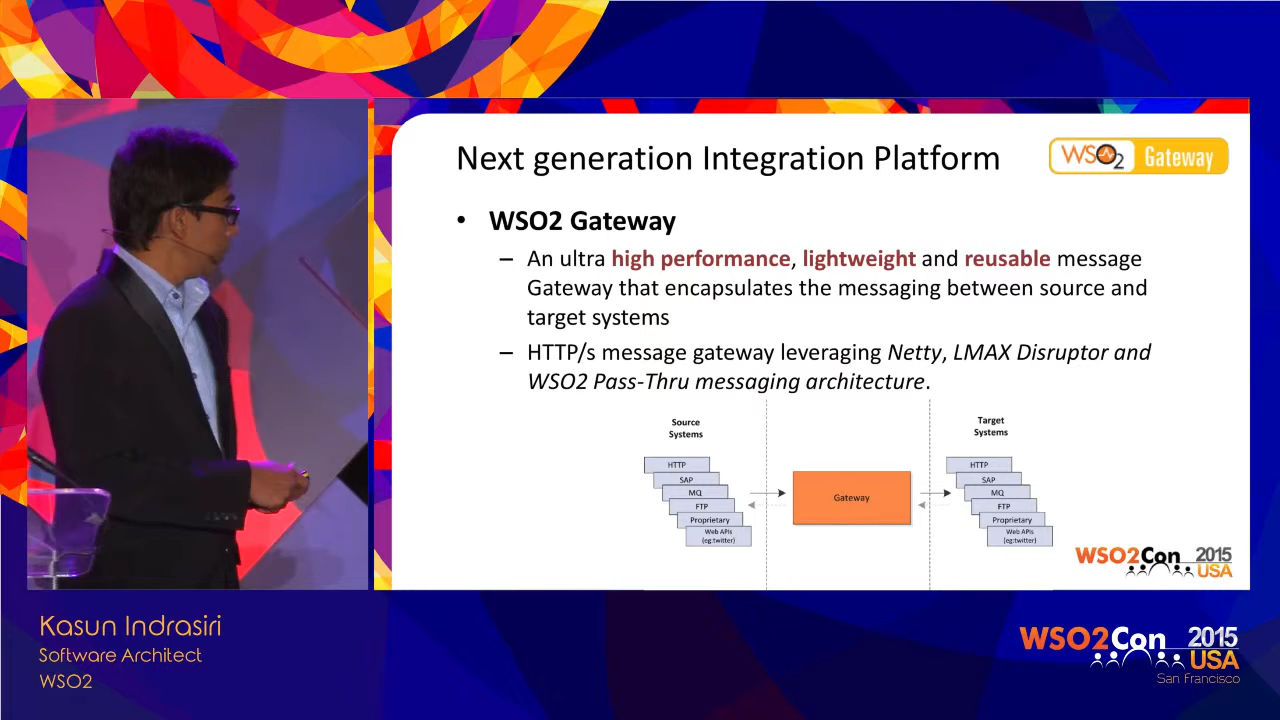 Next generation Integration Platform
WSO2 Gateway
• WSO2 Gateway
– An ultra high performance, lightweight and reusable message
Gateway that encapsulates the messaging between source and
target systems
– HTTP/s message gateway leveraging Netty, LMAX Disruptor and
WSO2 Pass-Thru messaging architecture.
Source
Systems
HTTP
SAP
MQ
FTP
Proprietary
Web APIs
(eg:twitter)
Gateway
Target
Systems
HTTP
SAP
MQ
FTP
Proprietary
Web APIs
(eg:twitter)
WSO2Con 2015
USA
Kasun Indrasiri
Software Architect
WSO2
WSO2Con 2015
USA
San Francisco